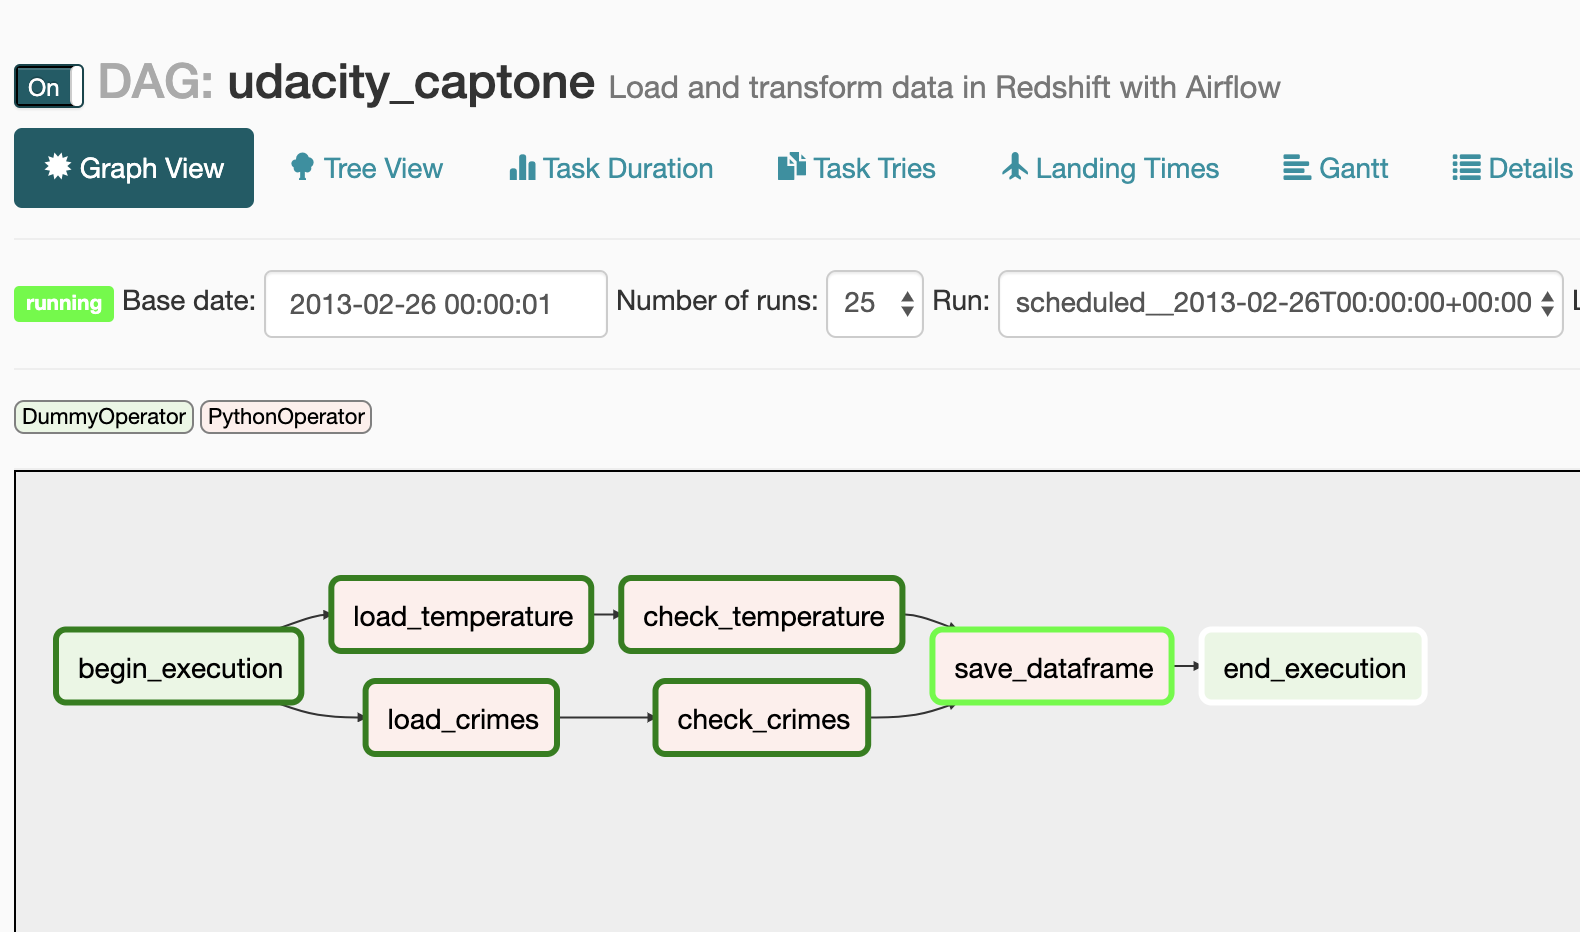 On DAG: udacity_captone Load and transform data in Redshift with Airflow
Graph View Tree View Task Duration Task Tries Landing Times Gantt Details
running Base date: 2013-02-26 00:00:01 Number of runs: 25 Run: scheduled__2013-02-26T00:00:00+00:00
DummyOperator PythonOperator
load_temperature check_temperature
begin_execution save_dataframe end_execution
load_crimes check_crimes